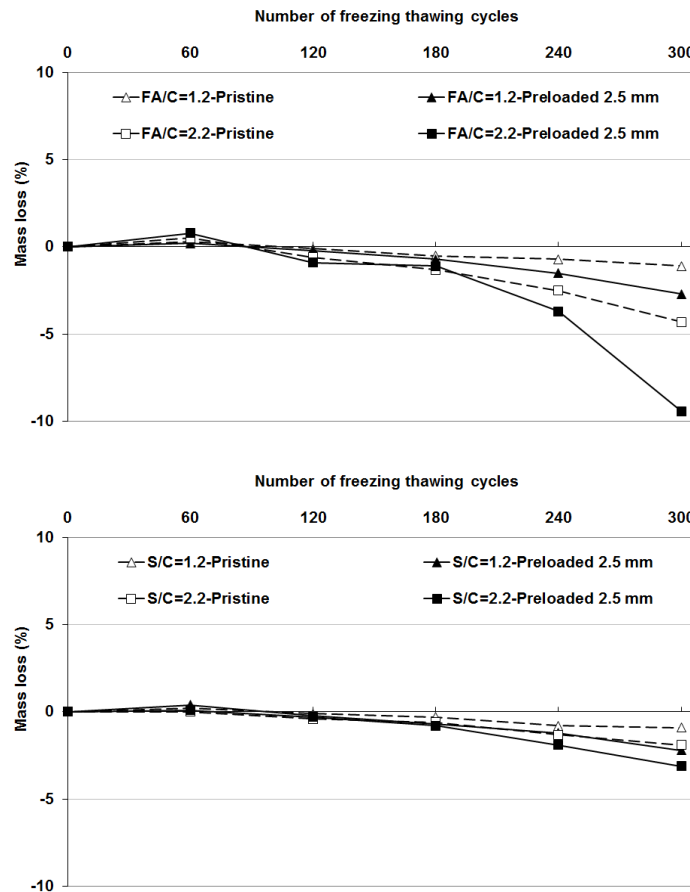 Number of freezing thawing cycles
0 60 120 180 240 300
10
FA/C=1.2-Pristine FA/C=1.2-Preloaded 2.5 mm
FA/C=2.2-Pristine FA/C=2.2-Preloaded 2.5 mm
5
Mass loss (%)
0
-5
-10
Number of freezing thawing cycles
0 60 120 180 240 300
10
S/C=1.2-Pristine S/C=1.2-Preloaded 2.5 mm
S/C=2.2-Pristine S/C=2.2-Preloaded 2.5 mm
5
Mass loss (%)
0
-5
-10